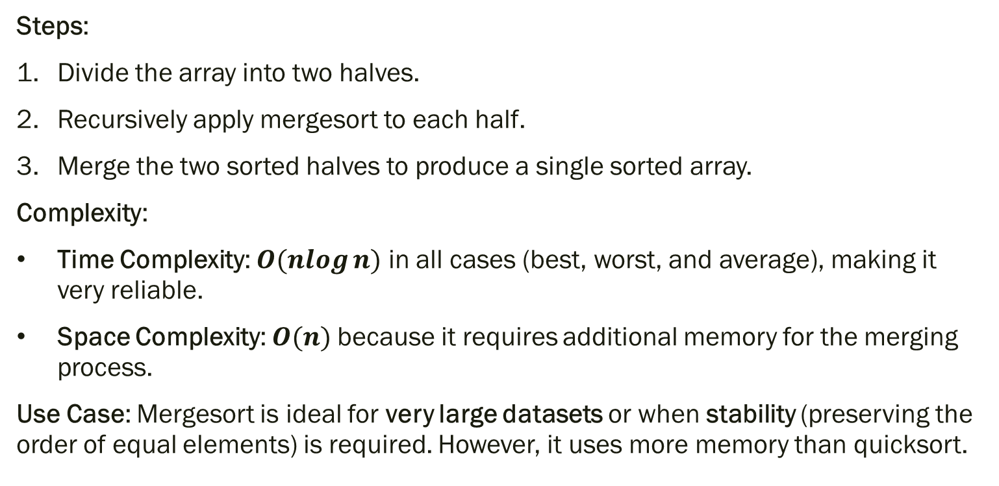 Steps:
1. Divide the array into two halves.
2. Recursively apply mergesort to each half.
3. Merge the two sorted halves to produce a single sorted array.
Complexity:
• Time Complexity: O(nlog n) in all cases (best, worst, and average), making it
very reliable.
• Space Complexity: O(n) because it requires additional memory for the merging
process.
Use Case: Mergesort is ideal for very large datasets or when stability (preserving the
order of equal elements) is required. However, it uses more memory than quicksort.